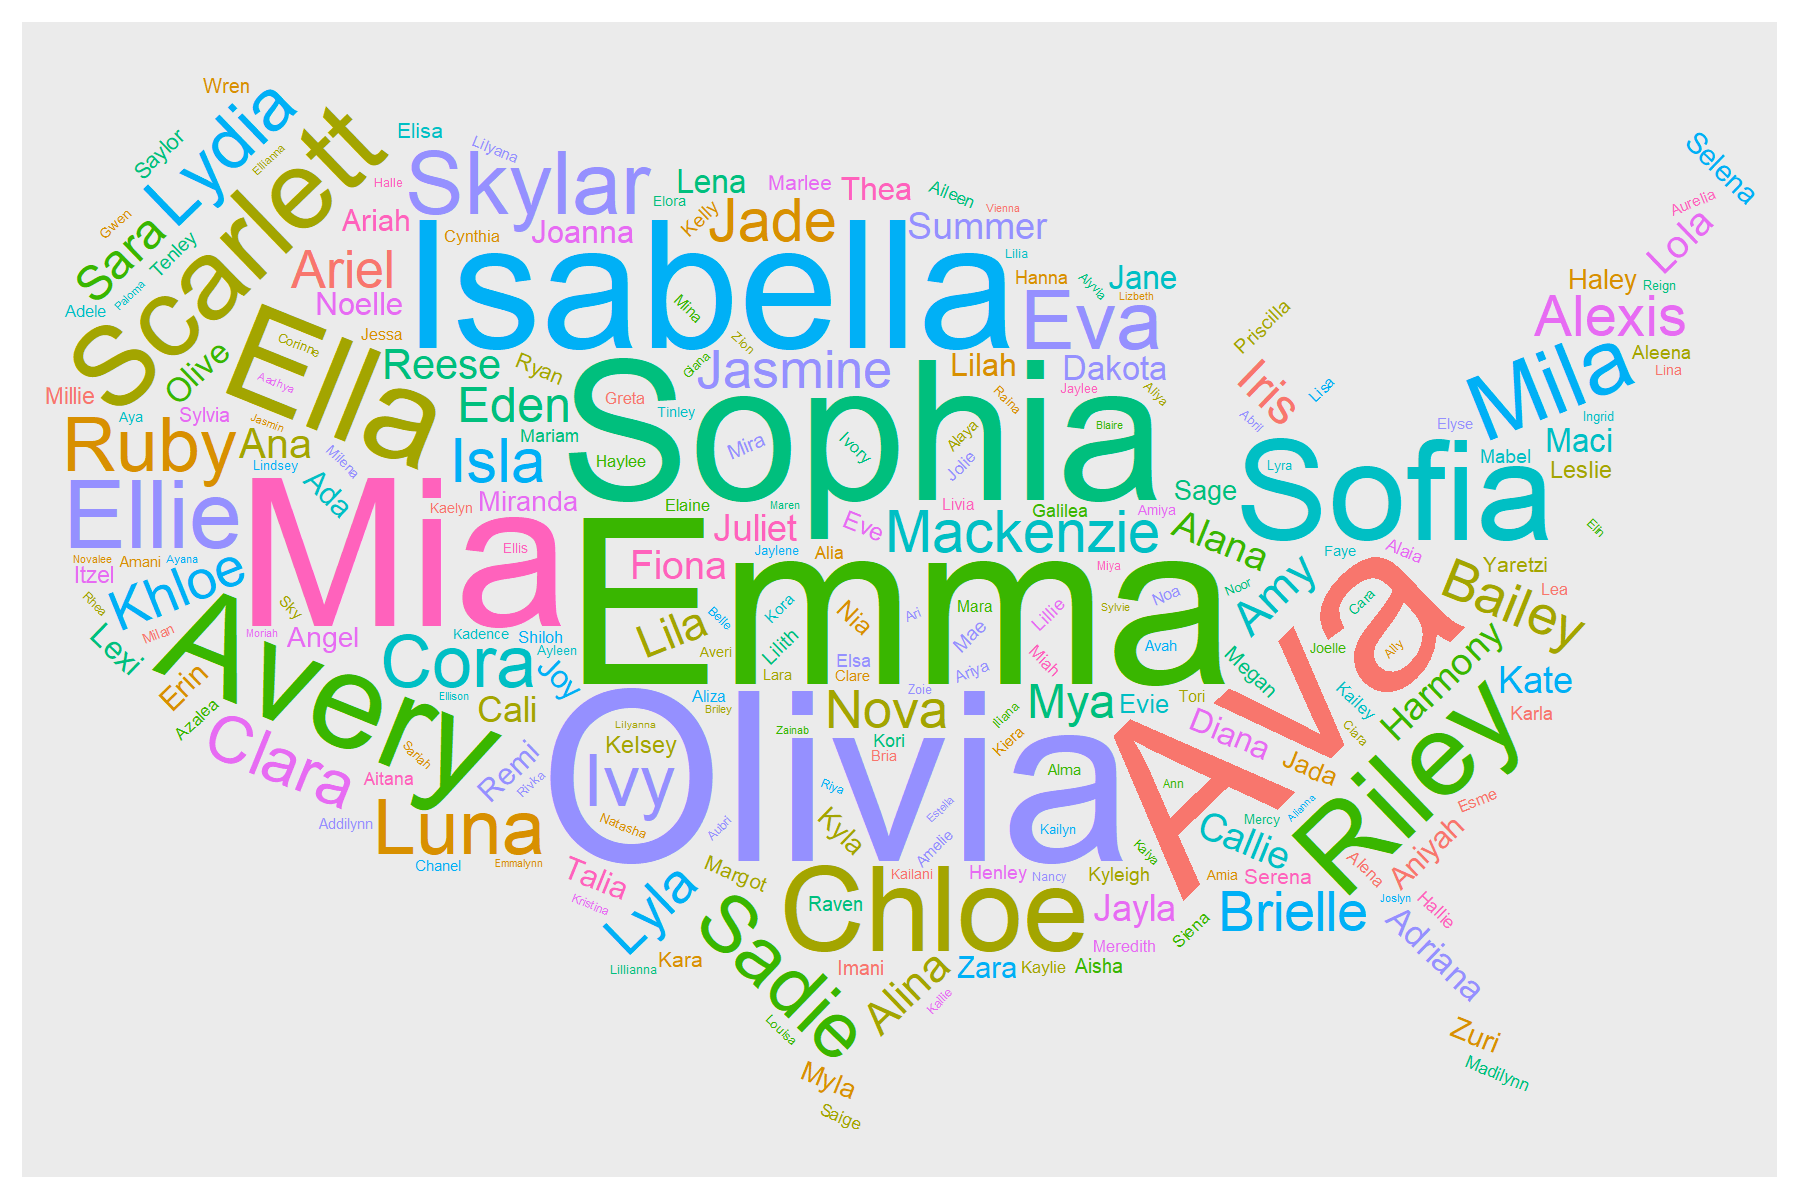 Wren
Lydia
Saylor
Ellianna
Scarlett
Elisa
Lilyana
Halle
Skylar
Elora
Lena
Marlee
Thea
Aileen
Vienna
Selena
Aurelia
Lola
Gwen
Sara
Tenley
Ariah
Cynthia
Joanna
Kelly
Jade
Summer
Lilia
Adele
Paloma
Ariel
Noelle
Isabella
Mina
Hanna
Alyvia
Jane
Lizbeth
Eva
Haley
Reign
Alexis
Jessa
Corinne
Ella
Olive
Reese
Ryan
Zion
Giana
Jasmine
Lilah
Dakota
Priscilla
Mila
Aleena
Lina
Millie
Aya
Sylvia
Aadhya
Jasmin
Eden
Greta
Tinley
Sophia
Raina
Jaylee
Aliya
Iris
Lisa
Abril
Elyse
Ingrid
Ruby
Ana
Lindsey
Milena
Mariam
Isla
Haylee
Mira
Ivory
Alaya
Jolie
Blaire
Sofia
Lyra
Mabel
Maci
Leslie
Ellie
Ada
Mia
Kaelyn
Miranda
Elaine
Maren
Livia
Galilea
Amiya
Sage
Juliet
Eve
Mackenzie
Alana
Elin
Novalee
Amani
Ayana
Itzel
Ellis
Fiona
Jaylene
Alia
Miya
Faye
Alaia
Yaretzi
Rhea
Khloe
Sky
Emma
Belle
Kora
Nia
Ari
Mara
Sylvie
Noa
Noor
Amy
Cara
Bailey
Lea
Lexi
Milan
Avery
Moriah
Angel
Kadence
Shiloh
Ayleen
Lila
Averi
Lilith
Mae
Lillie
Avah
Joelle
Ally
Ava
Erin
Cora
Joy
Lara
Elsa
Clare
Ariya
Miah
Megan
Harmony
Kate
Azalea
Ellison
Cali
Aliza
Briley
Zoie
Nova
Iliana
Mya
Evie
Tori
Kailey
Clara
Karla
Clara
Sariah
Lilyanna
Kelsey
Zainab
Kori
Bria
Kiera
Diana
Riley
Aitana
Remi
Rivka
Olivia
Ivy
Riya
Alma
Ann
Jada
Esme
Addilynn
Luna
Natasha
Aubri
Kyla
Estella
Amelie
Kailyn
Kalya
Callie
Mercy
Alianna
Aniyah
Chanel
Emmalynn
Talia
Margot
Kailani
Henley
Nancy
Kyleigh
Amia
Serena
Alena
Kristina
Lyla
Chloe
Raven
Jayla
Brielle
Joslyn
Hallie
Sadie
Meredith
Siena
Adriana
Lillianna
Kara
Imani
Alina
Zara
Kaylie
Aisha
Kallie
Louisa
Zuri
Myla
Madilynn
Saige